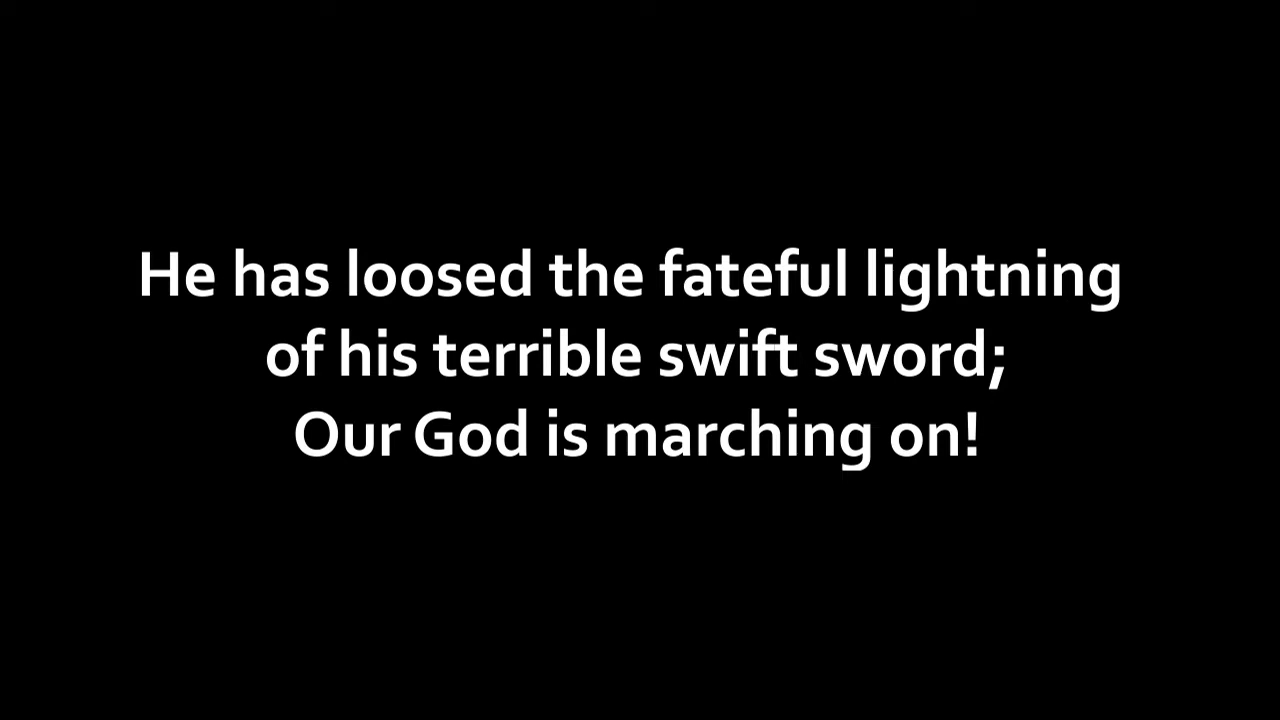 He has loosed the fateful lightning
of his terrible swift sword;
Our God is marching on!